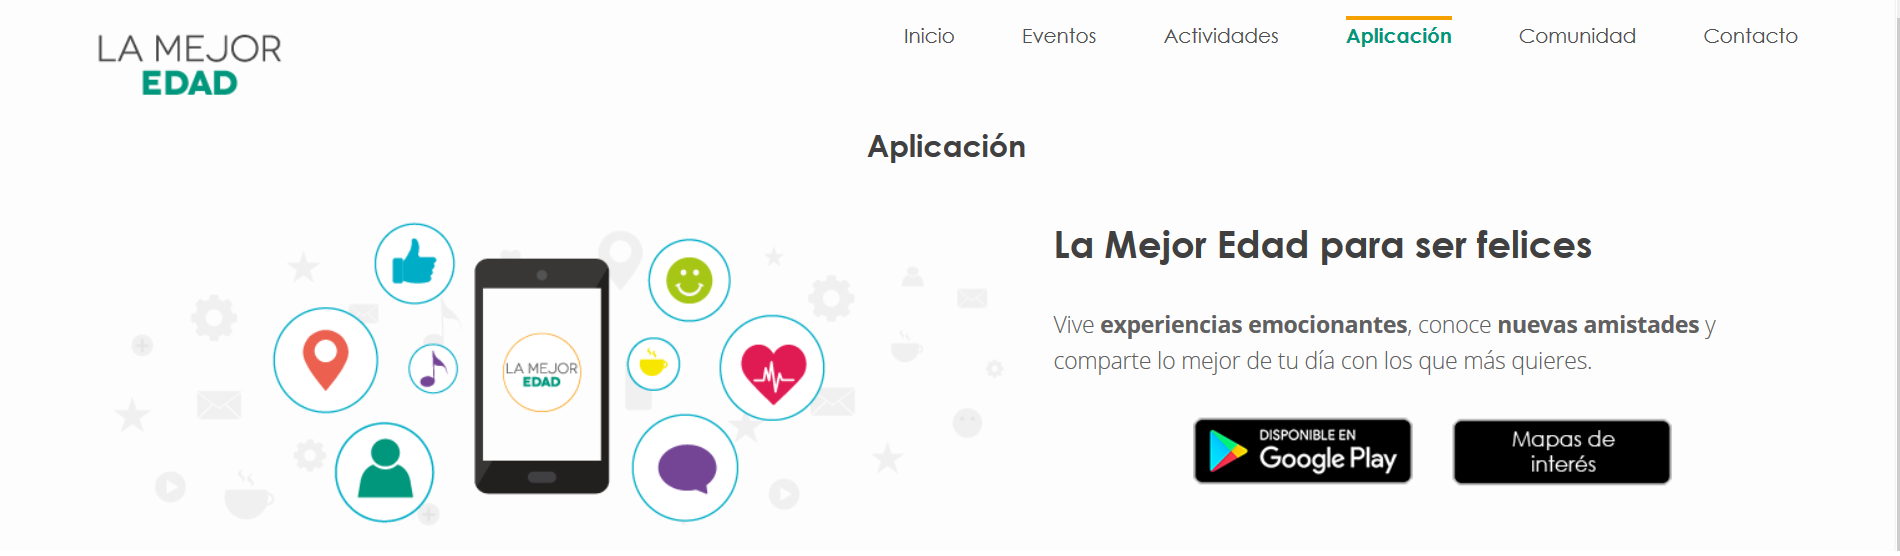 LA MEJOR
EDAD
Inicio
Eventos
Actividades
Aplicación
Comunidad
Contacto
Aplicación
LA MEJOR
EDAD
La Mejor Edad para ser felices
Vive experiencias emocionantes, conoce nuevas amistades y
comparte lo mejor de tu día con los que más quieres.
DISPONIBLE EN
Google Play
Mapas de
interés